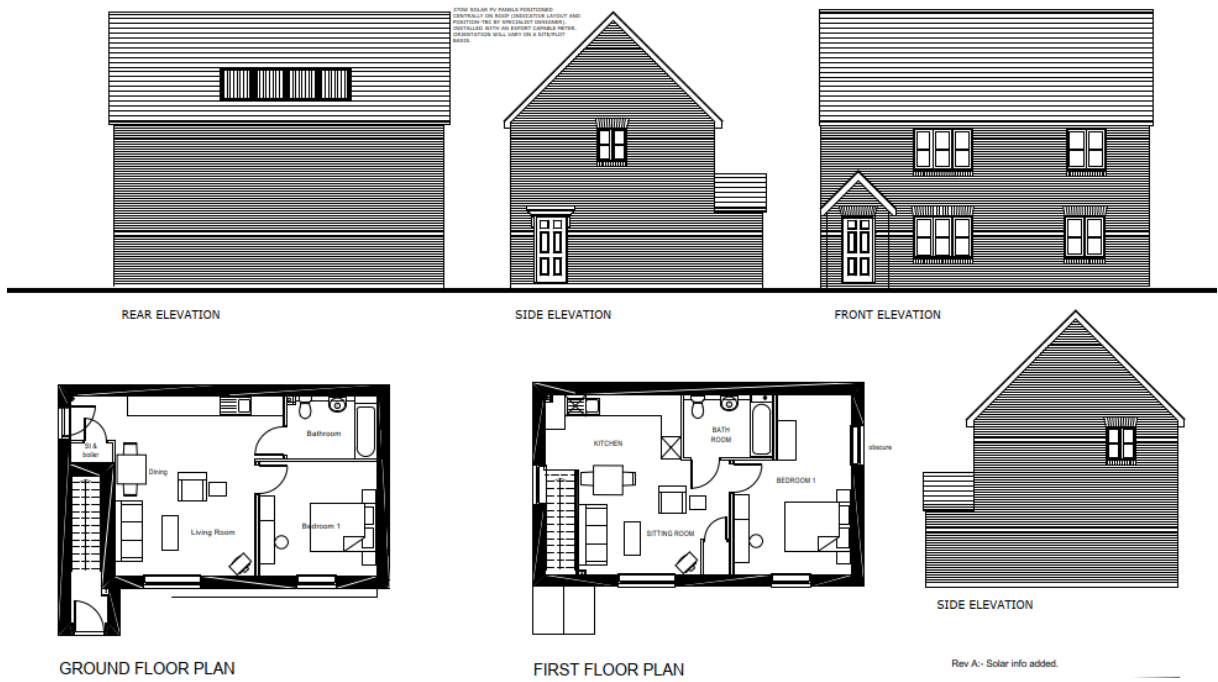 370W SOLAR PV PANELS POSITIONED
CENTRALLY ON ROOF (INDICATIVE LAYOUT AND
POSITION-TBC BY SPECIALIST DESIGNER).
INSTALLED WITH AN EXPORT CAPABLE METER.
ORIENTATION WILL VARY ON A SITE/PLOT
BASIS.
REAR ELEVATION
SIDE ELEVATION
FRONT ELEVATION
Bathroom
St &
boiler
Dining
Living Room
Bedroom 1
GROUND FLOOR PLAN
KITCHEN
BATH
ROOM
obscure
BEDROOM 1
SITTING ROOM
FIRST FLOOR PLAN
SIDE ELEVATION
Rev A:- Solar info added.